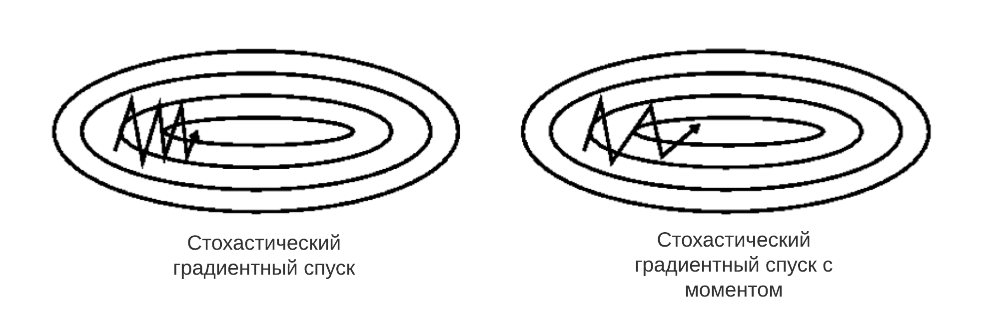 Стохастический
градиентный спуск
Стохастический
градиентный спуск с
моментом